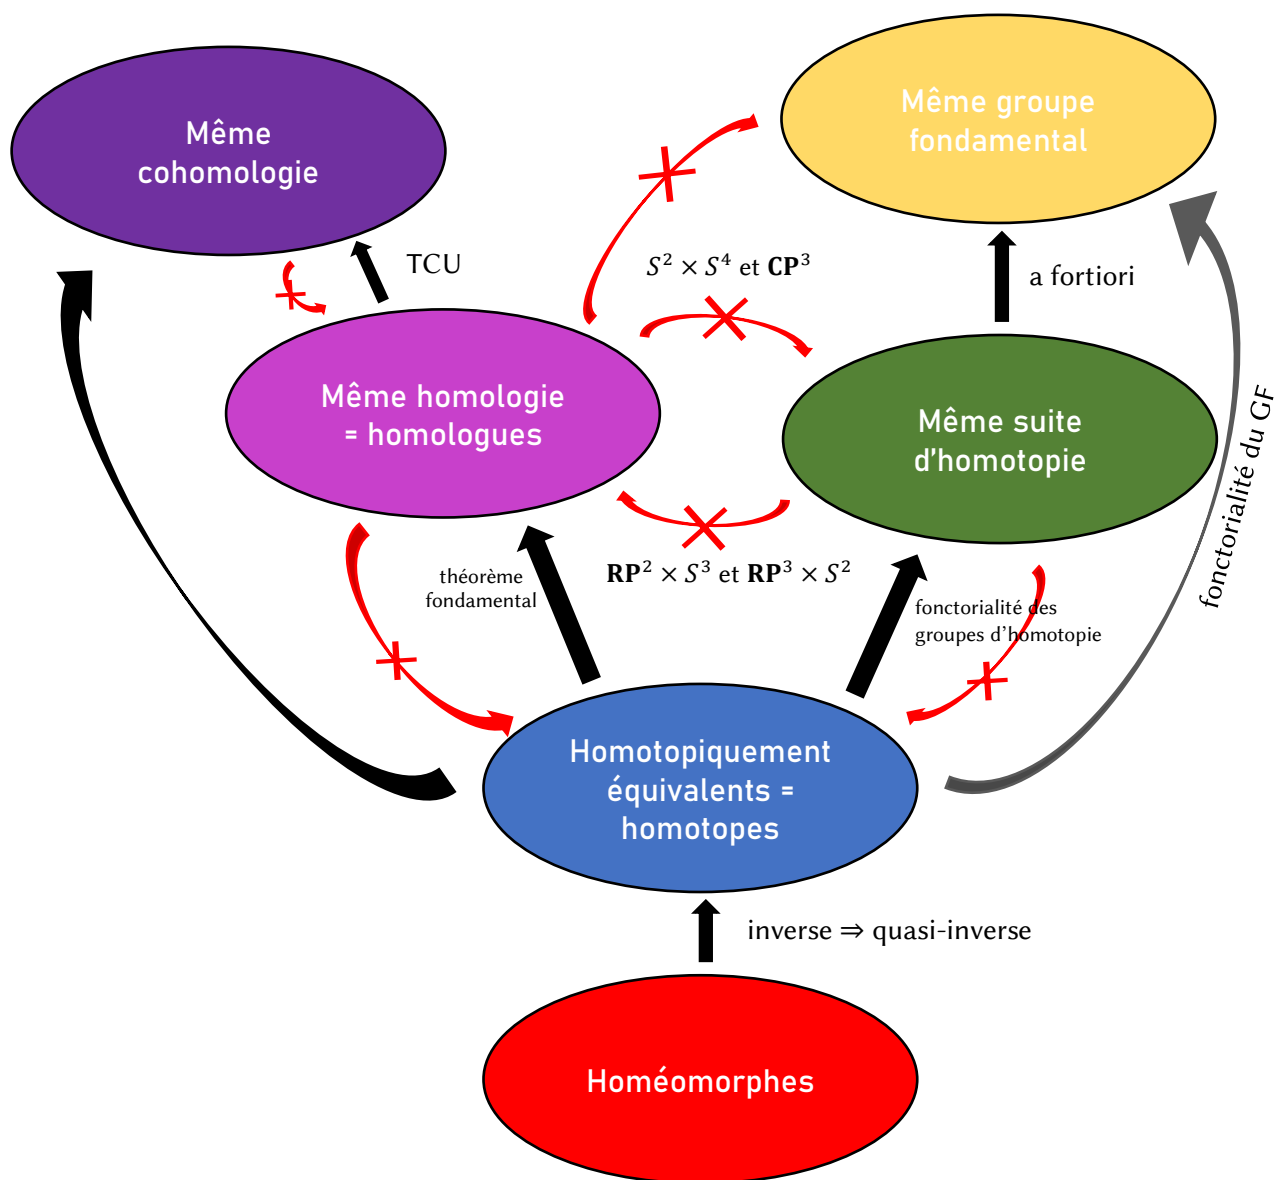 Même groupe
fondamental
Même
cohomologie
TCU
S² × S⁴ et CP³
a fortiori
Même homologie
= homologues
Même suite
d'homotopie
fonctorialité du GF
théorème
fondamental
RP² × S³ et RP³ × S²
fonctorialité des
groupes d'homotopie
Homotopiquement
équivalents =
homotopes
inverse ⇒ quasi-inverse
Homéomorphes